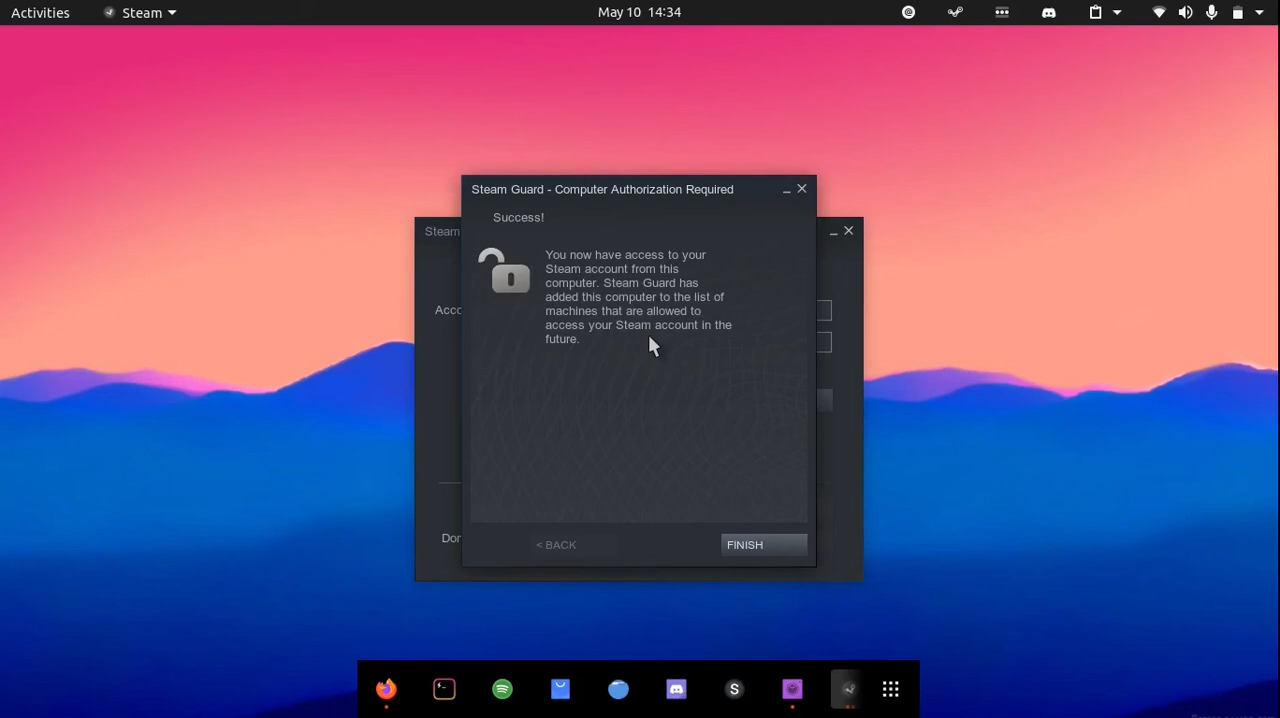 Activities Steam May 10 14:34
Steam Guard - Computer Authorization Required
Success!
Steam
You now have access to your
Steam account from this
computer. Steam Guard has
added this computer to the list of
machines that are allowed to
access your Steam account in the
future.
Acco
Don
< BACK FINISH
S